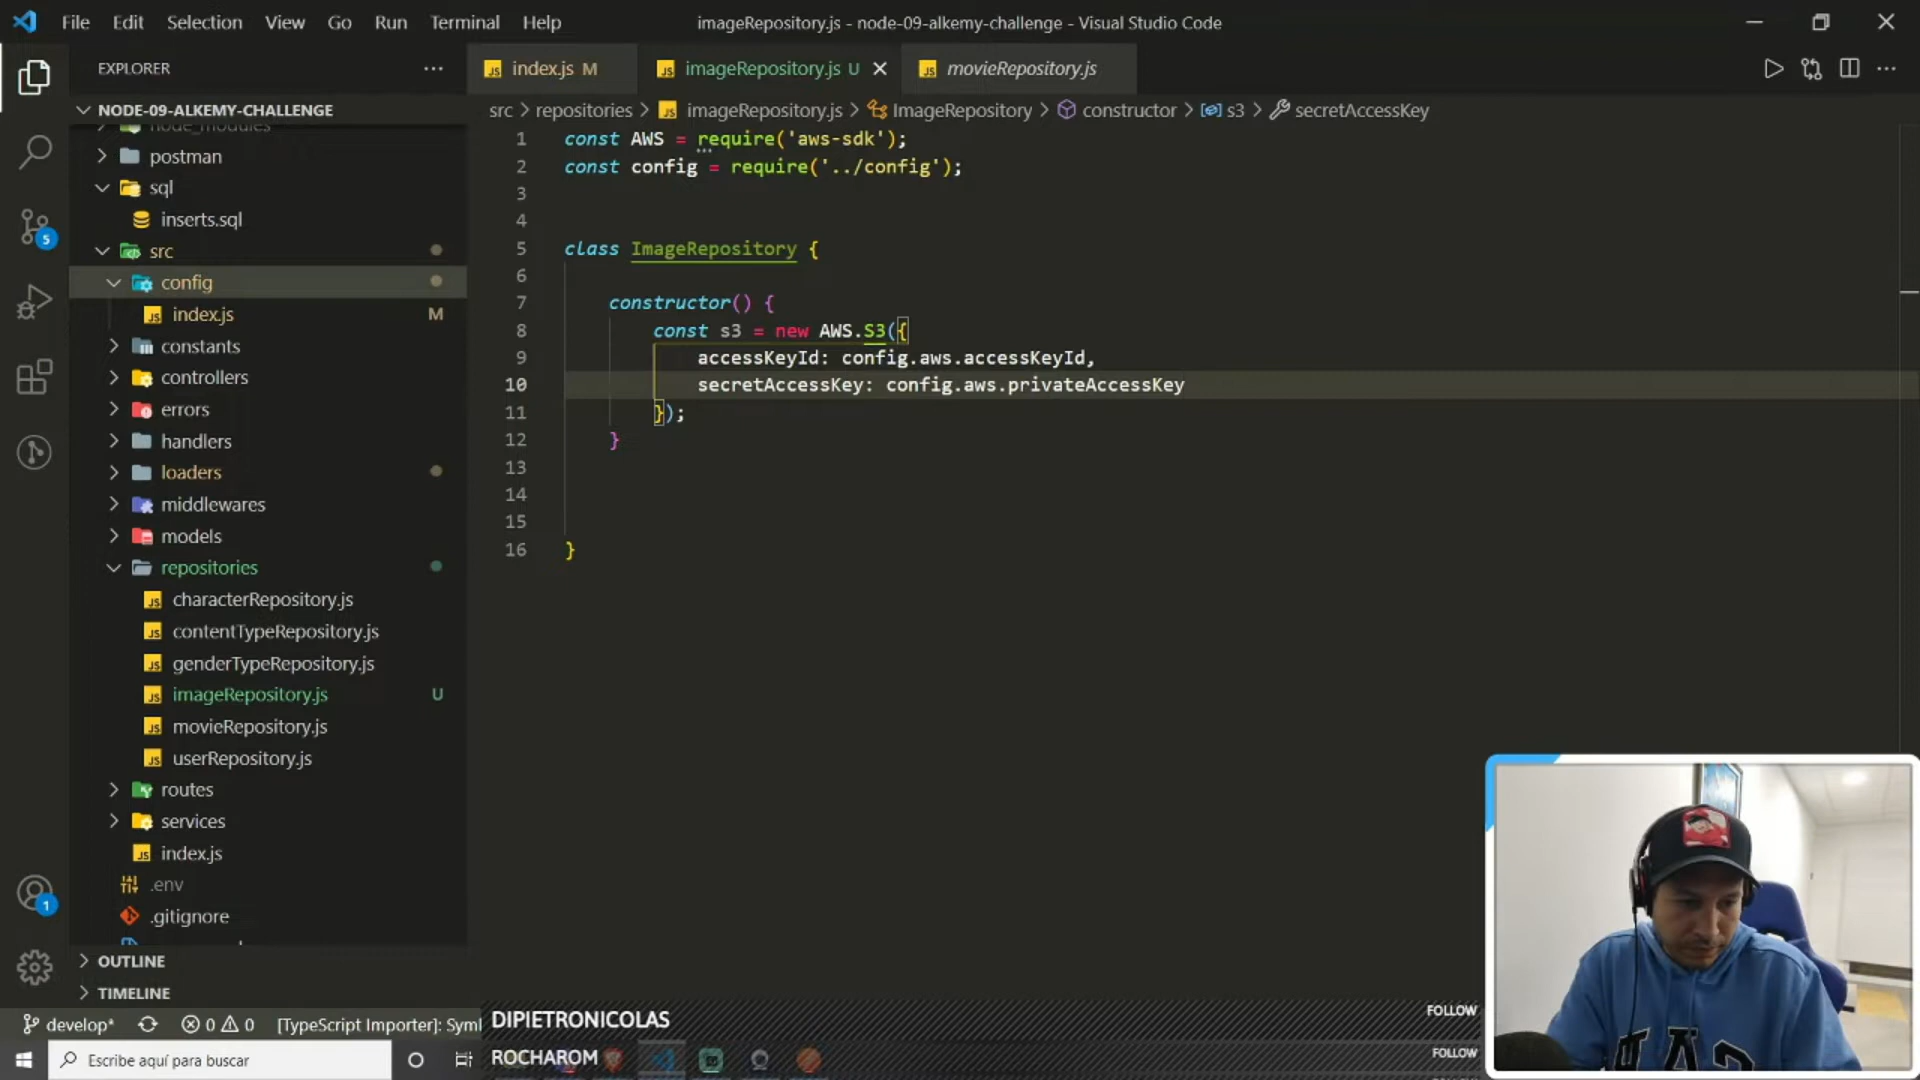 File Edit Selection View Go Run Terminal Help
imageRepository.js - node-09-alkemy-challenge - Visual Studio Code
EXPLORER
index.js M
imageRepository.js U
movieRepository.js
NODE-09-ALKEMY-CHALLENGE
src > repositories > imageRepository.js > ImageRepository > constructor > s3 > secretAccessKey
node_modules
postman
sql
inserts.sql
src
config
index.js M
constants
controllers
errors
handlers
loaders
middlewares
models
repositories
characterRepository.js
contentTypeRepository.js
genderTypeRepository.js
imageRepository.js U
movieRepository.js
userRepository.js
routes
services
index.js
.env
.gitignore
OUTLINE
TIMELINE
1 const AWS = require('aws-sdk');
2 const config = require('../config');
3
4
5 class ImageRepository {
6
7 constructor() {
8 const s3 = new AWS.S3({
9 accessKeyId: config.aws.accessKeyId,
10 secretAccessKey: config.aws.privateAccessKey
11 });
12 }
13
14
15
16 }
5
1
develop* 0 0 [TypeScript Importer]: Syml
DIPIETRONICOLAS FOLLOW
ROCHAROM FOLLOW
Escribe aquí para buscar